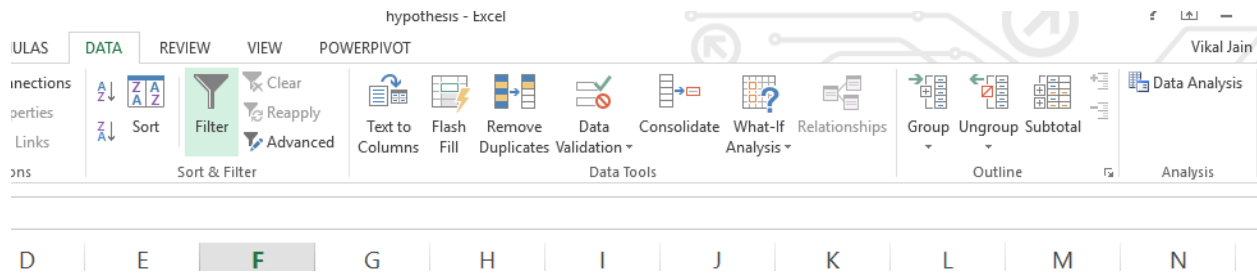 hypothesis - Excel
ULAS DATA REVIEW VIEW POWERPIVOT Vikal Jain
nnections Clear Data Analysis
perties Reapply
Links Sort Filter Advanced Text to Columns Flash Fill Remove Duplicates Data Validation Consolidate What-If Analysis Relationships Group Ungroup Subtotal
ons Sort & Filter Data Tools Outline Analysis
D E F G H I J K L M N